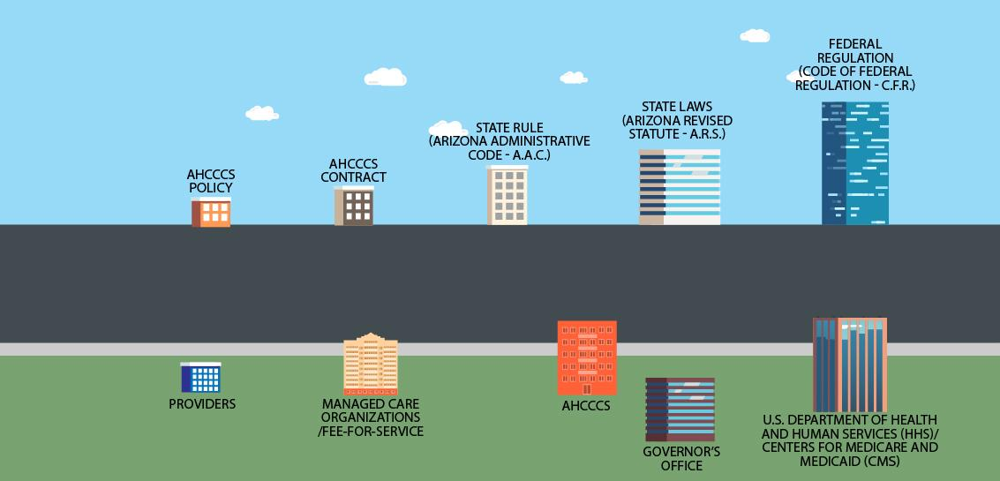 AHCCCS
POLICY
AHCCCS
CONTRACT
STATE RULE
(ARIZONA ADMINISTRATIVE
CODE - A.A.C.)
STATE LAWS
(ARIZONA REVISED
STATUTE - A.R.S.)
FEDERAL
REGULATION
(CODE OF FEDERAL
REGULATION - C.F.R.)
PROVIDERS
MANAGED CARE
ORGANIZATIONS
/FEE-FOR-SERVICE
AHCCCS
GOVERNOR'S
OFFICE
U.S. DEPARTMENT OF HEALTH
AND HUMAN SERVICES (HHS)/
CENTERS FOR MEDICARE AND
MEDICAID (CMS)